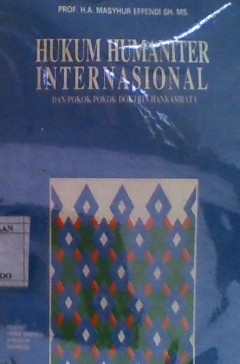 PROF. H.A. MASYHUR EFFENDI SH. MS.
HUKUM HUMANITER
INTERNASIONAL
DAN POKOK-POKOK DOKTRIN HANKAMRATA